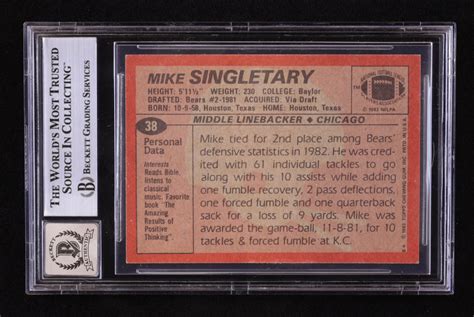 THE WORLD'S MOST TRUSTED
SOURCE IN COLLECTING™
BECKETT GRADING SERVICES
BECKETT
AUTHENTIC
MIKE SINGLETARY
HEIGHT: 5'11½" WEIGHT: 230 COLLEGE: Baylor
DRAFTED: Bears #2-1981 ACQUIRED: Via Draft
BORN: 10-9-58, Houston, Texas HOME: Houston, Texas
MIDDLE LINEBACKER • CHICAGO
38
Personal
Data
Interests
Reads Bible.
Listens to
classical
music. Favorite
book "The
Amazing
Results of
Positive
Thinking".
Mike tied for 2nd place among Bears'
defensive statistics in 1982. He was cred-
ited with 61 individual tackles to go
along with his 10 assists while adding
one fumble recovery, 2 pass deflections,
one forced fumble and one quarterback
sack for a loss of 9 yards. Mike was
awarded the game-ball, 11-8-81, for 10
tackles & forced fumble at K.C.